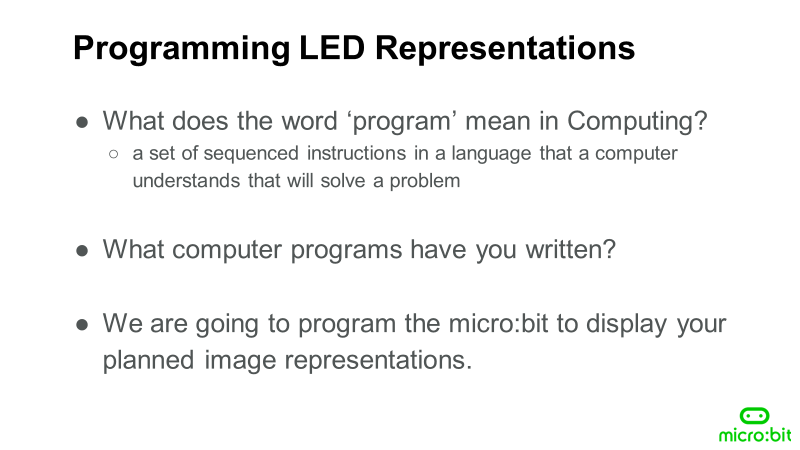 Programming LED Representations
● What does the word ‘program’ mean in Computing?
○ a set of sequenced instructions in a language that a computer
understands that will solve a problem
● What computer programs have you written?
● We are going to program the micro:bit to display your
planned image representations.
micro:bit